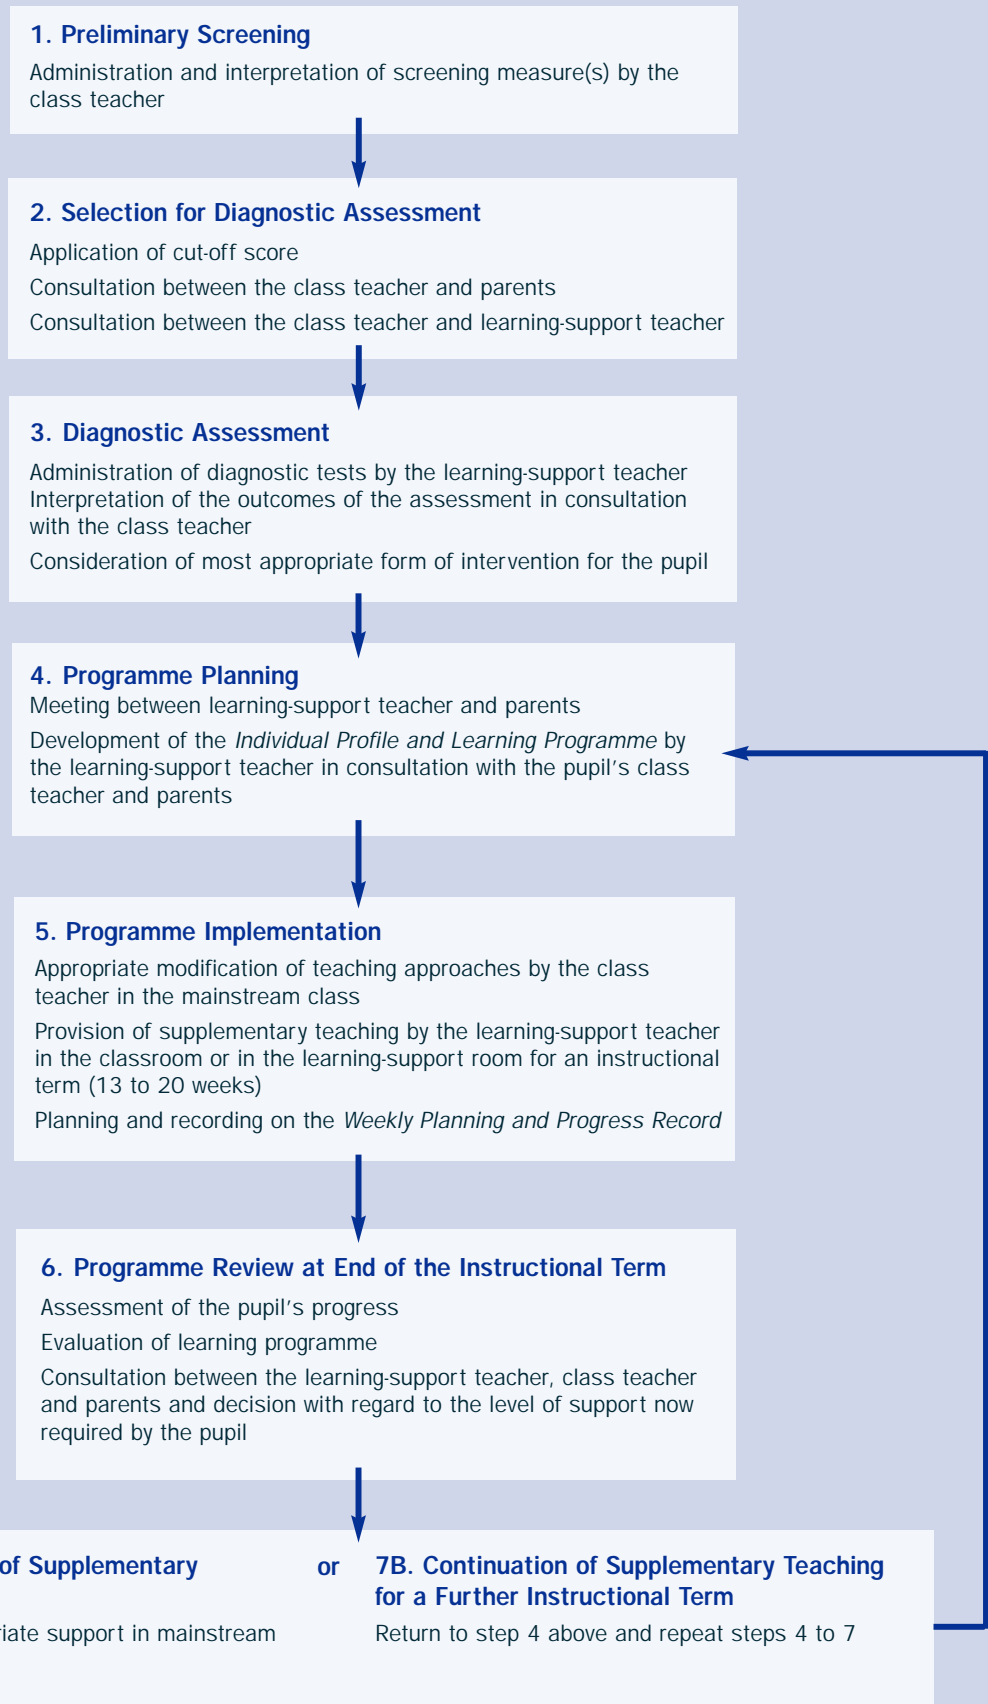 1. Preliminary Screening
Administration and interpretation of screening measure(s) by the
class teacher
2. Selection for Diagnostic Assessment
Application of cut-off score
Consultation between the class teacher and parents
Consultation between the class teacher and learning-support teacher
3. Diagnostic Assessment
Administration of diagnostic tests by the learning-support teacher
Interpretation of the outcomes of the assessment in consultation
with the class teacher
Consideration of most appropriate form of intervention for the pupil
4. Programme Planning
Meeting between learning-support teacher and parents
Development of the Individual Profile and Learning Programme by
the learning-support teacher in consultation with the pupil's class
teacher and parents
5. Programme Implementation
Appropriate modification of teaching approaches by the class
teacher in the mainstream class
Provision of supplementary teaching by the learning-support teacher
in the classroom or in the learning-support room for an instructional
term (13 to 20 weeks)
Planning and recording on the Weekly Planning and Progress Record
6. Programme Review at End of the Instructional Term
Assessment of the pupil's progress
Evaluation of learning programme
Consultation between the learning-support teacher, class teacher
and parents and decision with regard to the level of support now
required by the pupil
of Supplementary
support in mainstream
or
7B. Continuation of Supplementary Teaching
for a Further Instructional Term
Return to step 4 above and repeat steps 4 to 7